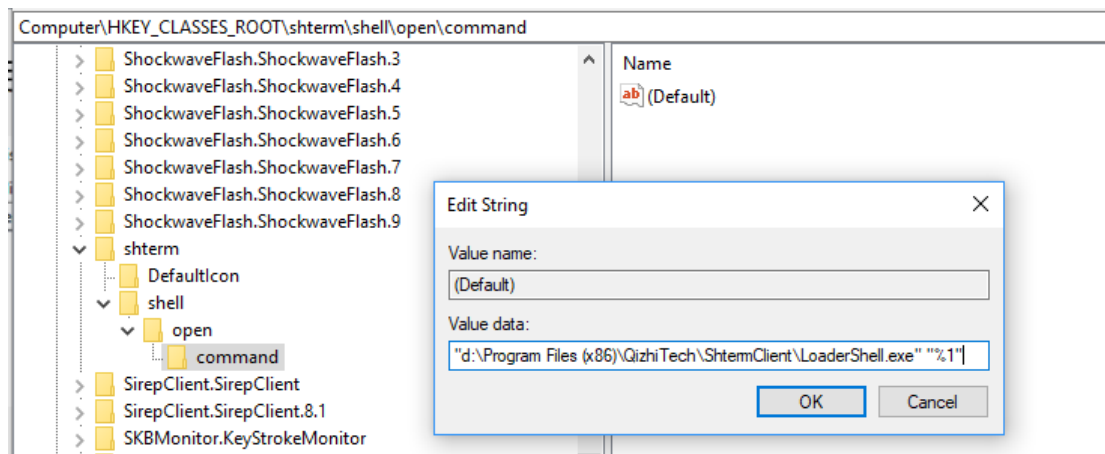 Computer\HKEY_CLASSES_ROOT\shterm\shell\open\command
ShockwaveFlash.ShockwaveFlash.3
ShockwaveFlash.ShockwaveFlash.4
ShockwaveFlash.ShockwaveFlash.5
ShockwaveFlash.ShockwaveFlash.6
ShockwaveFlash.ShockwaveFlash.7
ShockwaveFlash.ShockwaveFlash.8
ShockwaveFlash.ShockwaveFlash.9
shterm
DefaultIcon
shell
open
command
SirepClient.SirepClient
SirepClient.SirepClient.8.1
SKBMonitor.KeyStrokeMonitor
Name
ab (Default)
Edit String
Value name:
(Default)
Value data:
"d:\Program Files (x86)\QizhiTech\ShtermClient\LoaderShell.exe" "%1"
OK Cancel